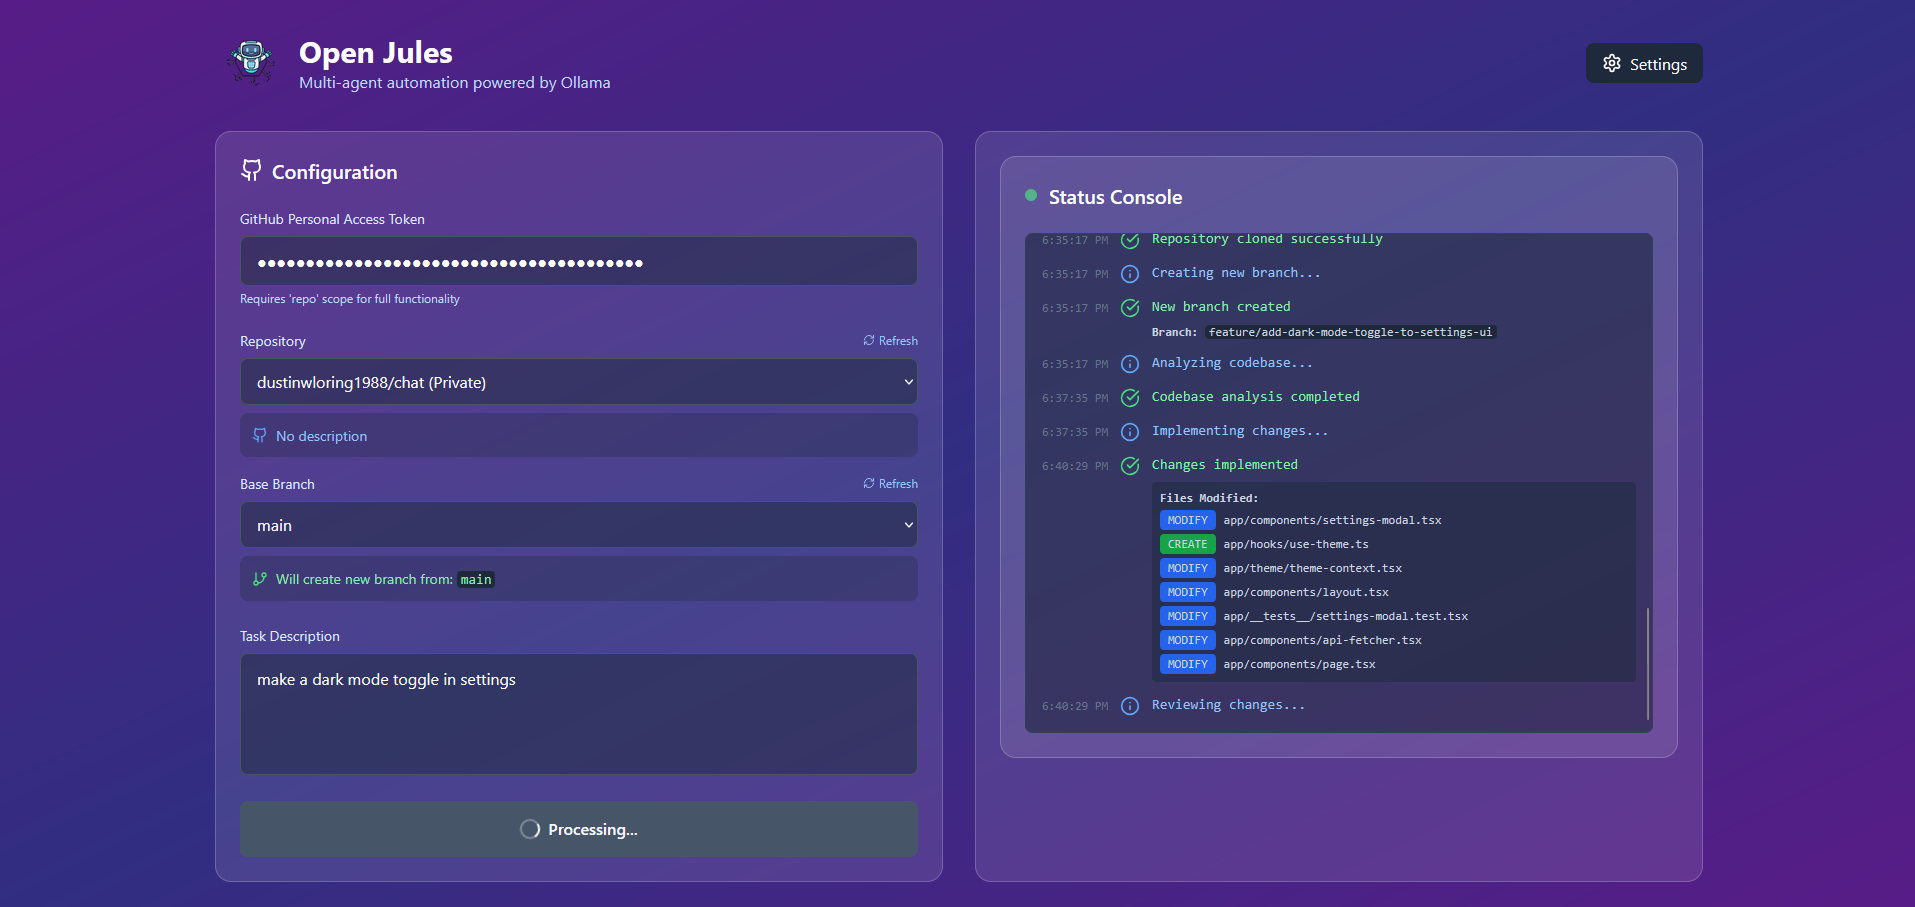 Open Jules
Multi-agent automation powered by Ollama
Settings
Configuration
GitHub Personal Access Token
●●●●●●●●●●●●●●●●●●●●●●●●●●●●●●●●●●●●●●●●
Requires 'repo' scope for full functionality
Repository
Refresh
dustinwloring1988/chat (Private)
No description
Base Branch
Refresh
main
Will create new branch from: main
Task Description
make a dark mode toggle in settings
Processing...
Status Console
6:35:17 PM Repository cloned successfully
6:35:17 PM Creating new branch...
6:35:17 PM New branch created
Branch: feature/add-dark-mode-toggle-to-settings-ui
6:35:17 PM Analyzing codebase...
6:37:35 PM Codebase analysis completed
6:37:35 PM Implementing changes...
6:40:29 PM Changes implemented
Files Modified:
MODIFY app/components/settings-modal.tsx
CREATE app/hooks/use-theme.ts
MODIFY app/theme/theme-context.tsx
MODIFY app/components/layout.tsx
MODIFY app/__tests__/settings-modal.test.tsx
MODIFY app/components/api-fetcher.tsx
MODIFY app/components/page.tsx
6:40:29 PM Reviewing changes...